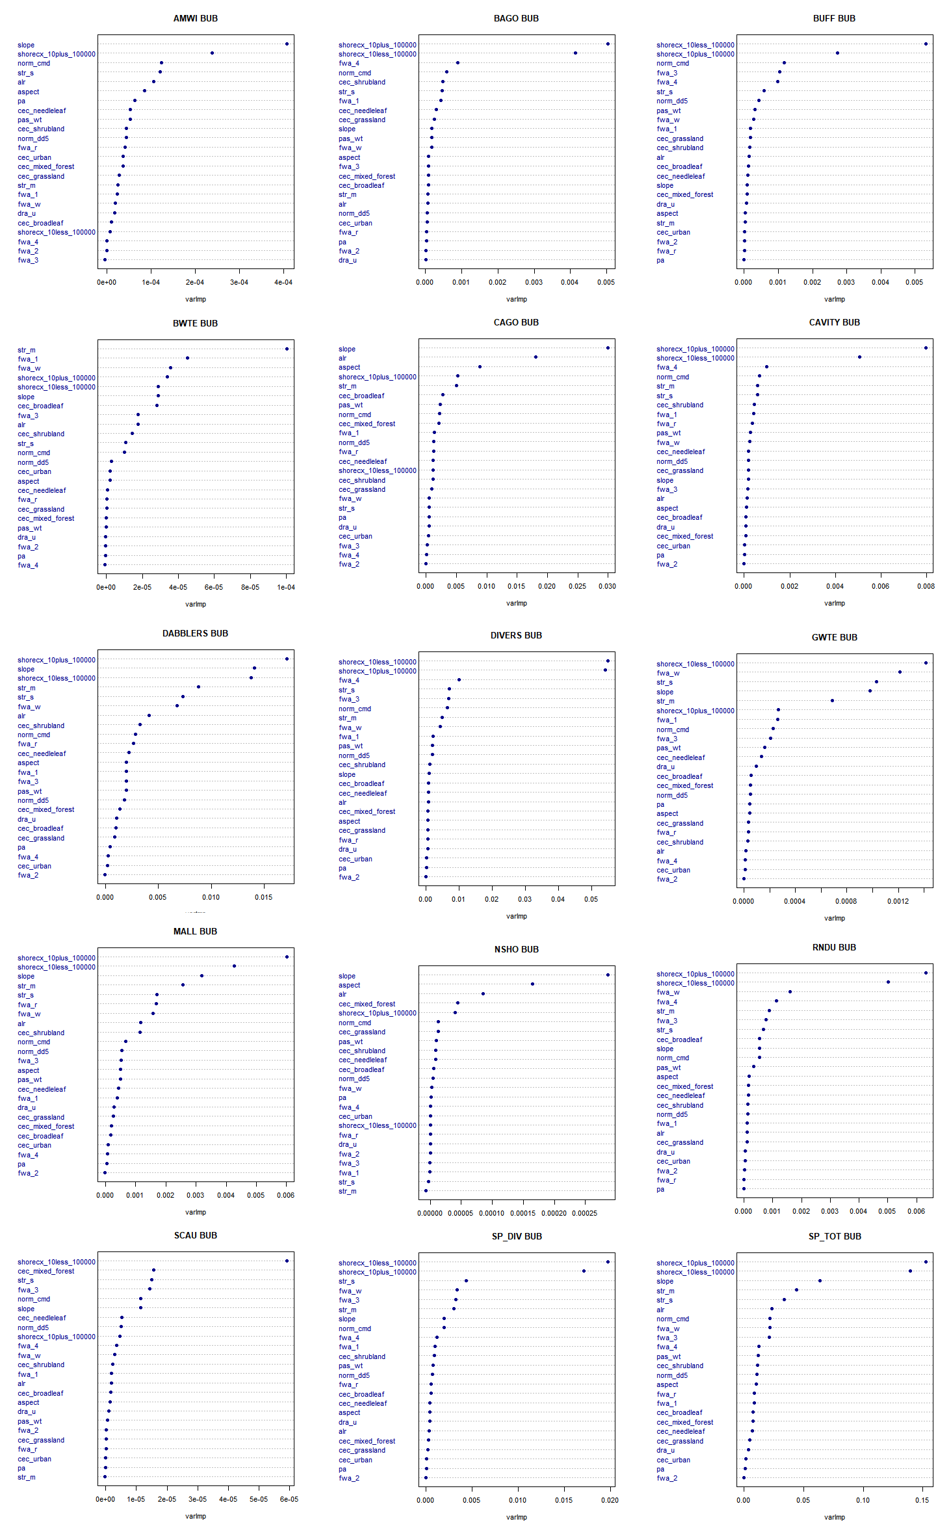 AMWI BUB
slope
shorecx_10plus_100000
norm_cmd
str_s
alr
aspect
pa
cec_needleleaf
pas_wt
cec_shrubland
norm_dd5
fwa_r
cec_urban
cec_mixed_forest
cec_grassland
str_m
fwa_1
fwa_w
dra_u
cec_broadleaf
shorecx_10less_100000
fwa_4
fwa_2
fwa_3
0e+00 1e-04 2e-04 3e-04 4e-04
varImp
BAGO BUB
shorecx_10plus_100000
shorecx_10less_100000
fwa_4
norm_cmd
cec_shrubland
str_s
fwa_1
cec_needleleaf
cec_grassland
slope
pas_wt
fwa_w
aspect
fwa_3
cec_mixed_forest
cec_broadleaf
str_m
alr
norm_dd5
cec_urban
fwa_r
pa
fwa_2
dra_u
0.000 0.001 0.002 0.003 0.004 0.005
varImp
BUFF BUB
shorecx_10less_100000
shorecx_10plus_100000
norm_cmd
fwa_3
fwa_4
str_s
norm_dd5
pas_wt
fwa_w
fwa_1
cec_grassland
cec_shrubland
alr
cec_broadleaf
cec_needleleaf
slope
cec_mixed_forest
dra_u
aspect
str_m
cec_urban
fwa_2
fwa_r
pa
0.000 0.001 0.002 0.003 0.004 0.005
varImp
BWTE BUB
str_m
fwa_1
fwa_w
shorecx_10plus_100000
shorecx_10less_100000
slope
cec_broadleaf
fwa_3
alr
cec_shrubland
str_s
norm_cmd
norm_dd5
cec_urban
aspect
cec_needleleaf
fwa_r
cec_grassland
cec_mixed_forest
pas_wt
dra_u
fwa_2
pa
fwa_4
0e+00 2e-05 4e-05 6e-05 8e-05 1e-04
varImp
CAGO BUB
slope
alr
aspect
shorecx_10plus_100000
str_m
cec_broadleaf
pas_wt
norm_cmd
cec_mixed_forest
fwa_1
norm_dd5
fwa_r
cec_needleleaf
shorecx_10less_100000
cec_shrubland
cec_grassland
fwa_w
str_s
pa
dra_u
cec_urban
fwa_3
fwa_4
fwa_2
0.000 0.005 0.010 0.015 0.020 0.025 0.030
varImp
CAVITY BUB
shorecx_10plus_100000
shorecx_10less_100000
fwa_4
norm_cmd
str_m
str_s
cec_shrubland
fwa_1
fwa_r
pas_wt
fwa_w
cec_needleleaf
norm_dd5
cec_grassland
slope
fwa_3
alr
aspect
cec_broadleaf
dra_u
cec_mixed_forest
cec_urban
pa
fwa_2
0.000 0.002 0.004 0.006 0.008
varImp
DABBLERS BUB
shorecx_10plus_100000
slope
shorecx_10less_100000
str_m
str_s
fwa_w
alr
cec_shrubland
norm_cmd
fwa_r
cec_needleleaf
aspect
fwa_1
fwa_3
pas_wt
norm_dd5
cec_mixed_forest
dra_u
cec_broadleaf
cec_grassland
pa
fwa_4
cec_urban
fwa_2
0.000 0.005 0.010 0.015
DIVERS BUB
shorecx_10less_100000
shorecx_10plus_100000
fwa_4
str_s
fwa_3
norm_cmd
str_m
fwa_w
fwa_1
pas_wt
norm_dd5
cec_shrubland
slope
cec_broadleaf
cec_needleleaf
alr
cec_mixed_forest
aspect
cec_grassland
fwa_r
dra_u
cec_urban
pa
fwa_2
0.00 0.01 0.02 0.03 0.04 0.05
varImp
GWTE BUB
shorecx_10less_100000
fwa_w
str_s
slope
str_m
shorecx_10plus_100000
fwa_1
norm_cmd
fwa_3
pas_wt
cec_needleleaf
dra_u
cec_broadleaf
cec_mixed_forest
norm_dd5
pa
aspect
cec_grassland
fwa_r
cec_shrubland
alr
fwa_4
cec_urban
fwa_2
0.0000 0.0004 0.0008 0.0012
varImp
MALL BUB
shorecx_10plus_100000
shorecx_10less_100000
slope
str_m
str_s
fwa_r
fwa_w
alr
cec_shrubland
norm_cmd
norm_dd5
fwa_3
aspect
pas_wt
cec_needleleaf
fwa_1
dra_u
cec_grassland
cec_mixed_forest
cec_broadleaf
cec_urban
fwa_4
pa
fwa_2
0.000 0.001 0.002 0.003 0.004 0.005 0.006
varImp
NSHO BUB
slope
aspect
alr
cec_mixed_forest
shorecx_10plus_100000
norm_cmd
cec_grassland
pas_wt
cec_shrubland
cec_needleleaf
cec_broadleaf
norm_dd5
fwa_w
pa
fwa_4
cec_urban
shorecx_10less_100000
fwa_r
dra_u
fwa_2
fwa_3
fwa_1
str_s
str_m
0.00000 0.00005 0.00010 0.00015 0.00020 0.00025
varImp
RNDU BUB
shorecx_10plus_100000
shorecx_10less_100000
fwa_w
fwa_4
str_m
fwa_3
str_s
cec_broadleaf
slope
norm_cmd
pas_wt
aspect
cec_mixed_forest
cec_needleleaf
cec_shrubland
norm_dd5
fwa_1
alr
cec_grassland
dra_u
cec_urban
fwa_2
fwa_r
pa
0.000 0.001 0.002 0.003 0.004 0.005 0.006
varImp
SCAU BUB
shorecx_10less_100000
cec_mixed_forest
str_s
fwa_3
norm_cmd
slope
cec_needleleaf
norm_dd5
shorecx_10plus_100000
fwa_4
fwa_w
cec_shrubland
fwa_1
alr
cec_broadleaf
aspect
dra_u
pas_wt
fwa_2
cec_grassland
fwa_r
cec_urban
pa
str_m
0e+00 1e-05 2e-05 3e-05 4e-05 5e-05 6e-05
varImp
SP_DIV BUB
shorecx_10less_100000
shorecx_10plus_100000
str_s
fwa_w
fwa_3
str_m
slope
norm_cmd
fwa_4
fwa_1
cec_shrubland
pas_wt
norm_dd5
fwa_r
cec_broadleaf
cec_needleleaf
aspect
dra_u
alr
cec_mixed_forest
cec_grassland
cec_urban
pa
fwa_2
0.000 0.005 0.010 0.015 0.020
varImp
SP_TOT BUB
shorecx_10plus_100000
shorecx_10less_100000
slope
str_m
str_s
alr
norm_cmd
fwa_w
fwa_3
fwa_4
pas_wt
cec_shrubland
norm_dd5
aspect
fwa_r
fwa_1
cec_broadleaf
cec_mixed_forest
cec_needleleaf
cec_grassland
dra_u
cec_urban
pa
fwa_2
0.00 0.05 0.10 0.15
varImp